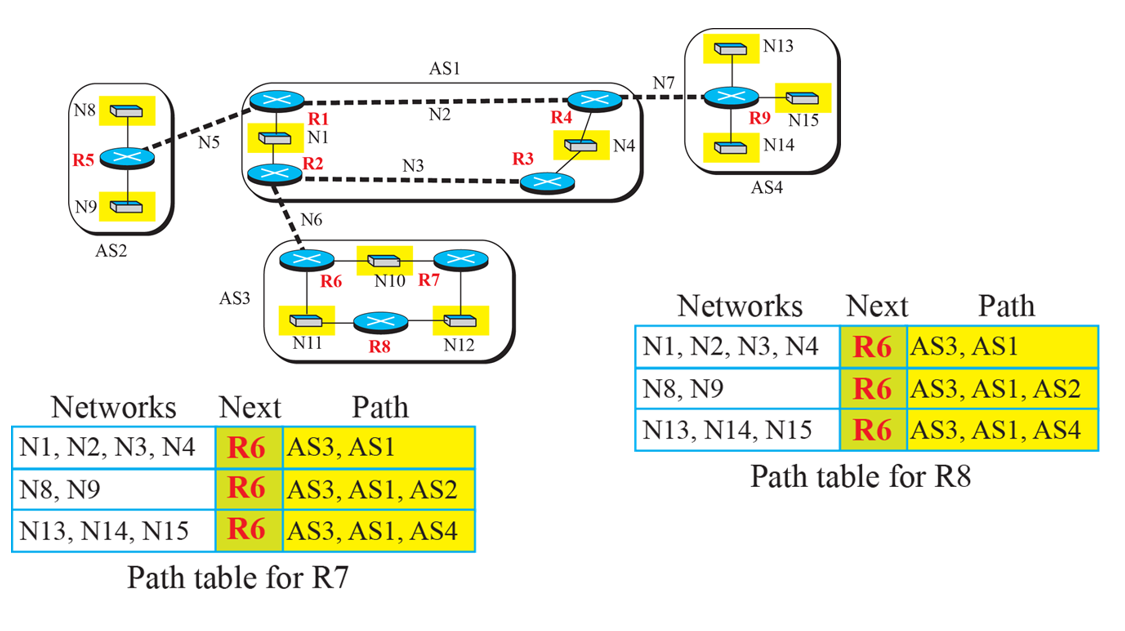 N13
AS1
N7
N8
N2
R9
N15
R1
R4
N5
N1
N4
R5
R2
R3
N14
N3
N9
AS4
N6
AS2
R6
N10
R7
AS3
N11
R8
N12
Networks Next Path
N1, N2, N3, N4 R6 AS3, AS1
N8, N9 R6 AS3, AS1, AS2
N13, N14, N15 R6 AS3, AS1, AS4
Path table for R8
Networks Next Path
N1, N2, N3, N4 R6 AS3, AS1
N8, N9 R6 AS3, AS1, AS2
N13, N14, N15 R6 AS3, AS1, AS4
Path table for R7